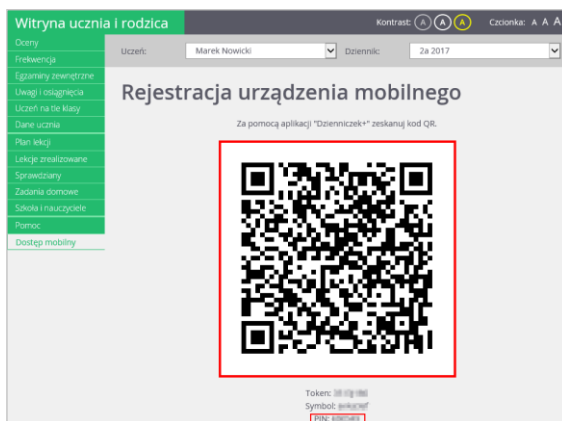 Witryna ucznia i rodzica
Kontrast: A A A Czcionka: A A A
Oceny
Frekwencja
Egzaminy zewnętrzne
Uwagi i osiągnięcia
Uczeń na tle klasy
Dane ucznia
Plan lekcji
Lekcje zrealizowane
Sprawdziany
Zadania domowe
Szkoła i nauczyciele
Pomoc
Dostęp mobilny
Uczeń: Marek Nowicki Dziennik: 2a 2017
Rejestracja urządzenia mobilnego
Za pomocą aplikacji "Dzienniczek+" zeskanuj kod QR.
Token:
Symbol:
PIN: